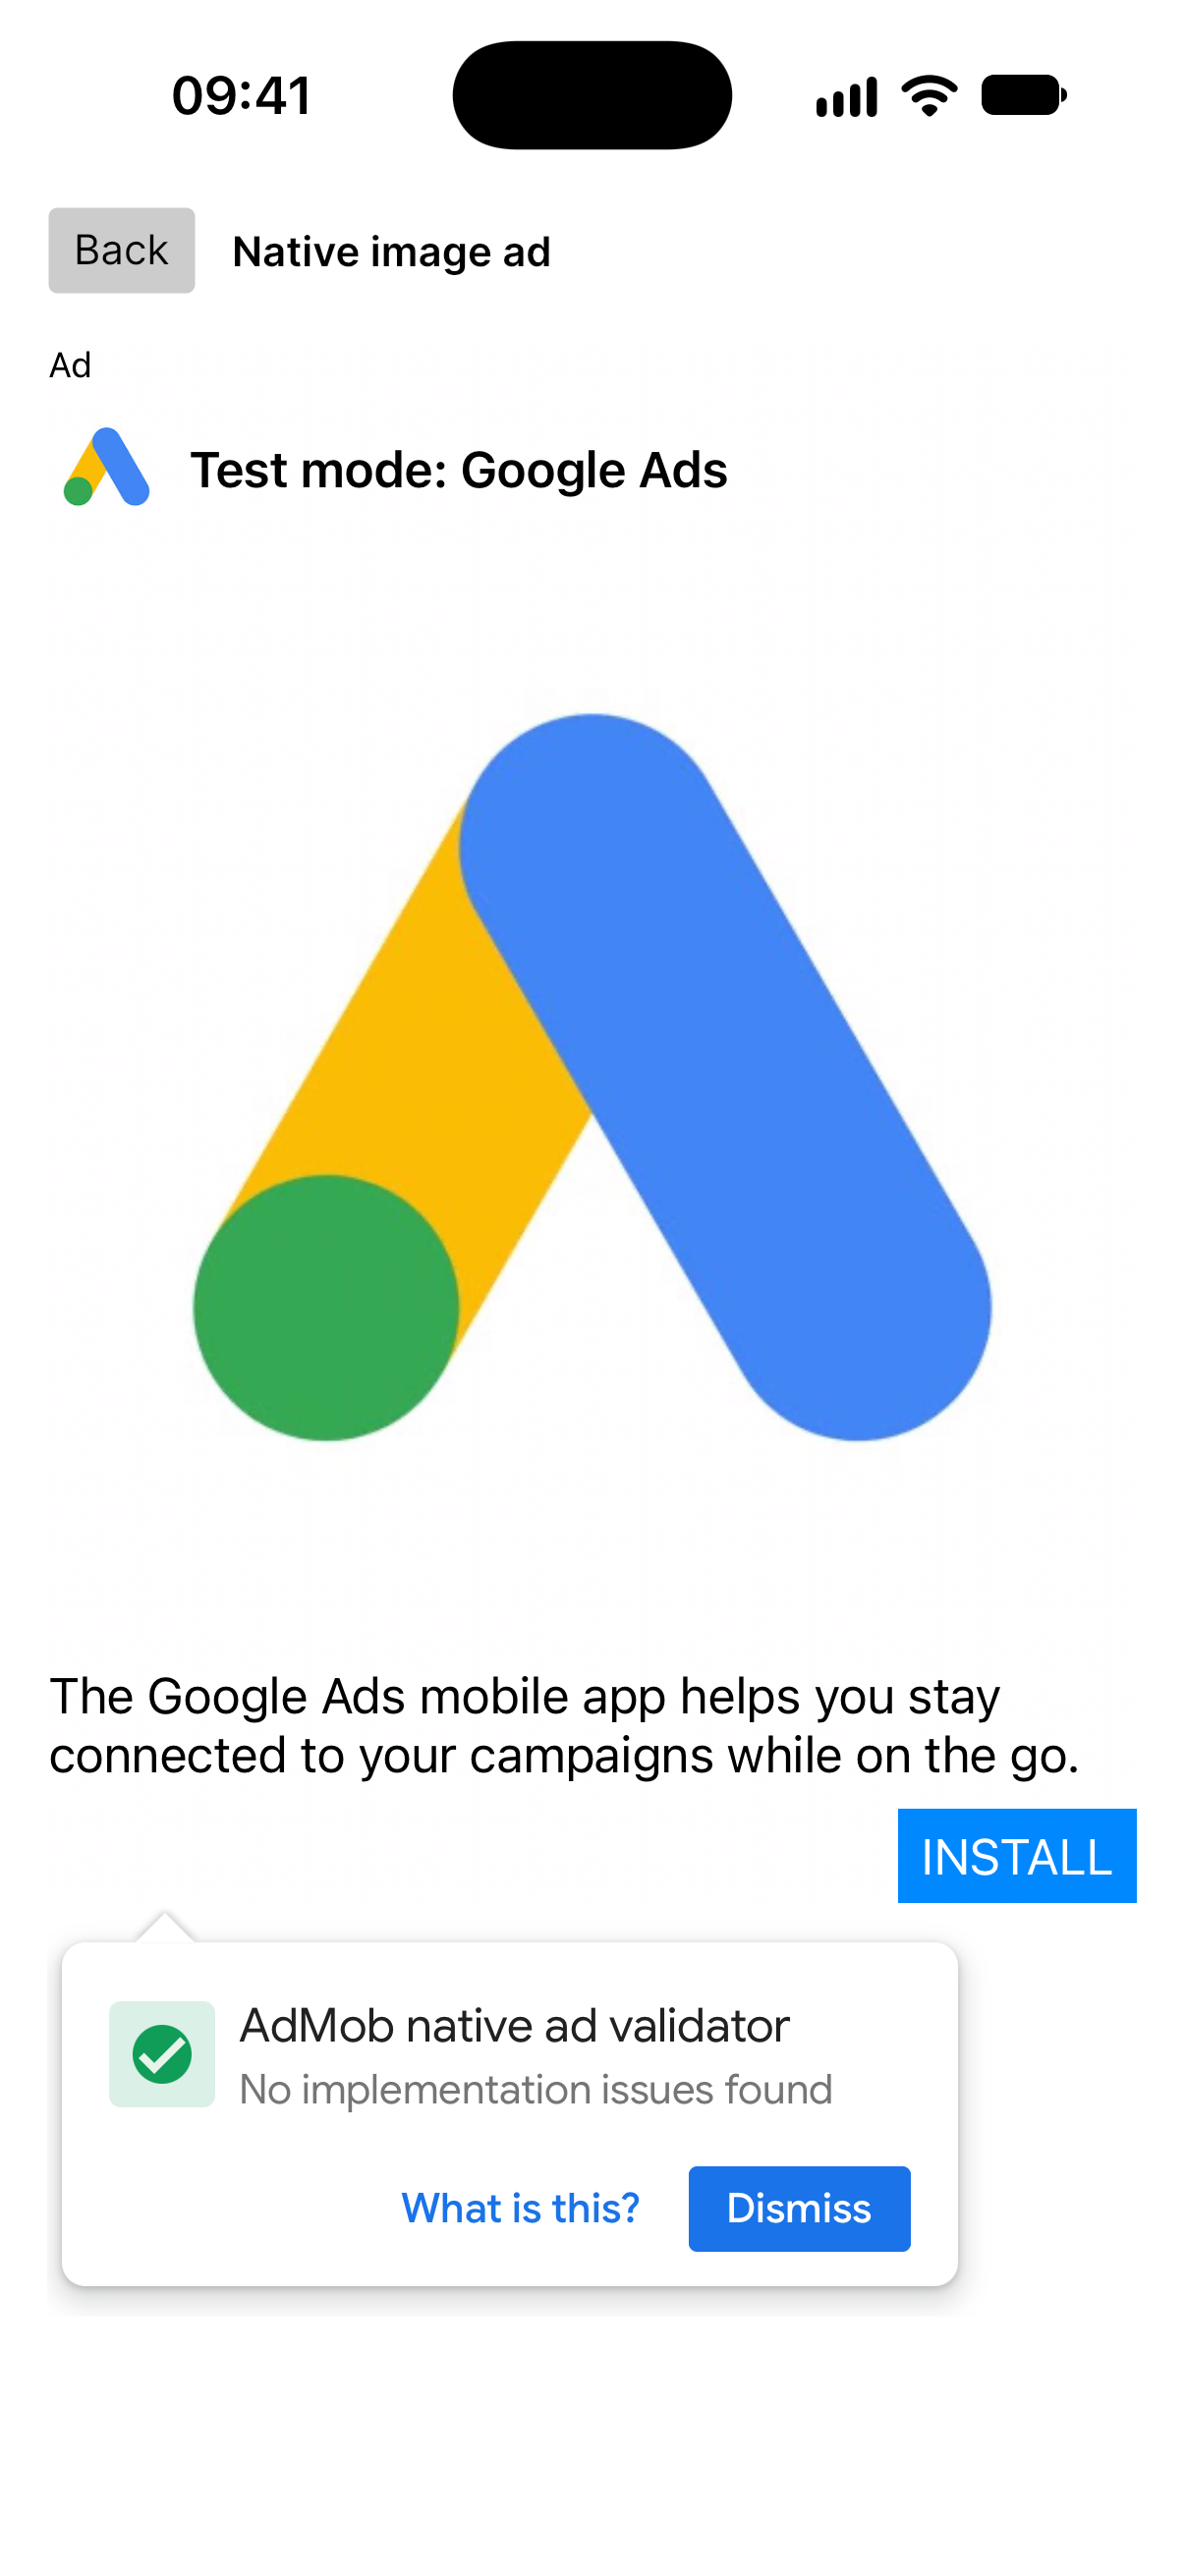 09:41
Back
Native image ad
Ad
Test mode: Google Ads
The Google Ads mobile app helps you stay
connected to your campaigns while on the go.
INSTALL
AdMob native ad validator
No implementation issues found
What is this?
Dismiss